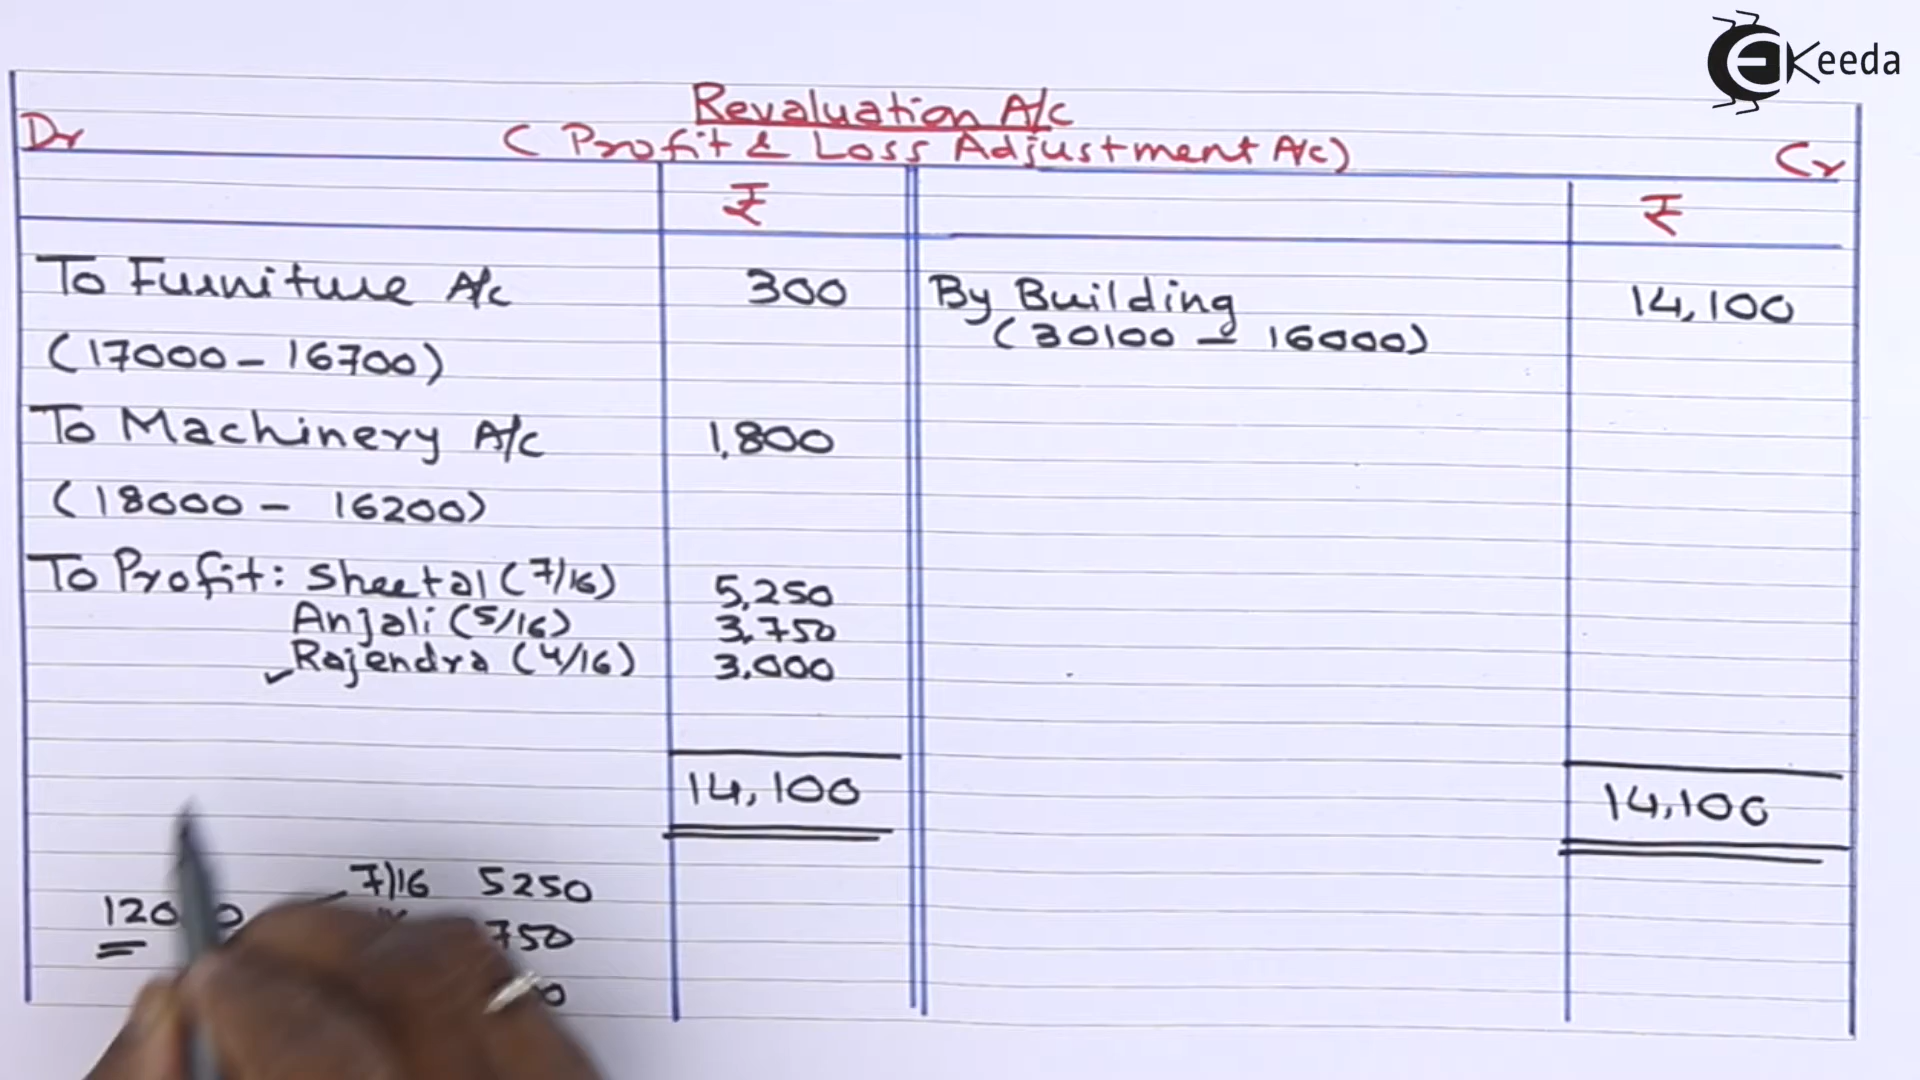 Keeda
Revaluation A/c
Dr (Profit & Loss Adjustment A/c) Cr
₹ ₹
To Furniture A/c 300 By Building 14,100
(17000 - 16700) (30100 - 16000)
To Machinery A/c 1,800
(18000 - 16200)
To Profit: Sheetal (7/16) 5,250
Anjali (5/16) 3,750
Rajendra (4/16) 3,000
14,100 14,100
7/16 5250
750